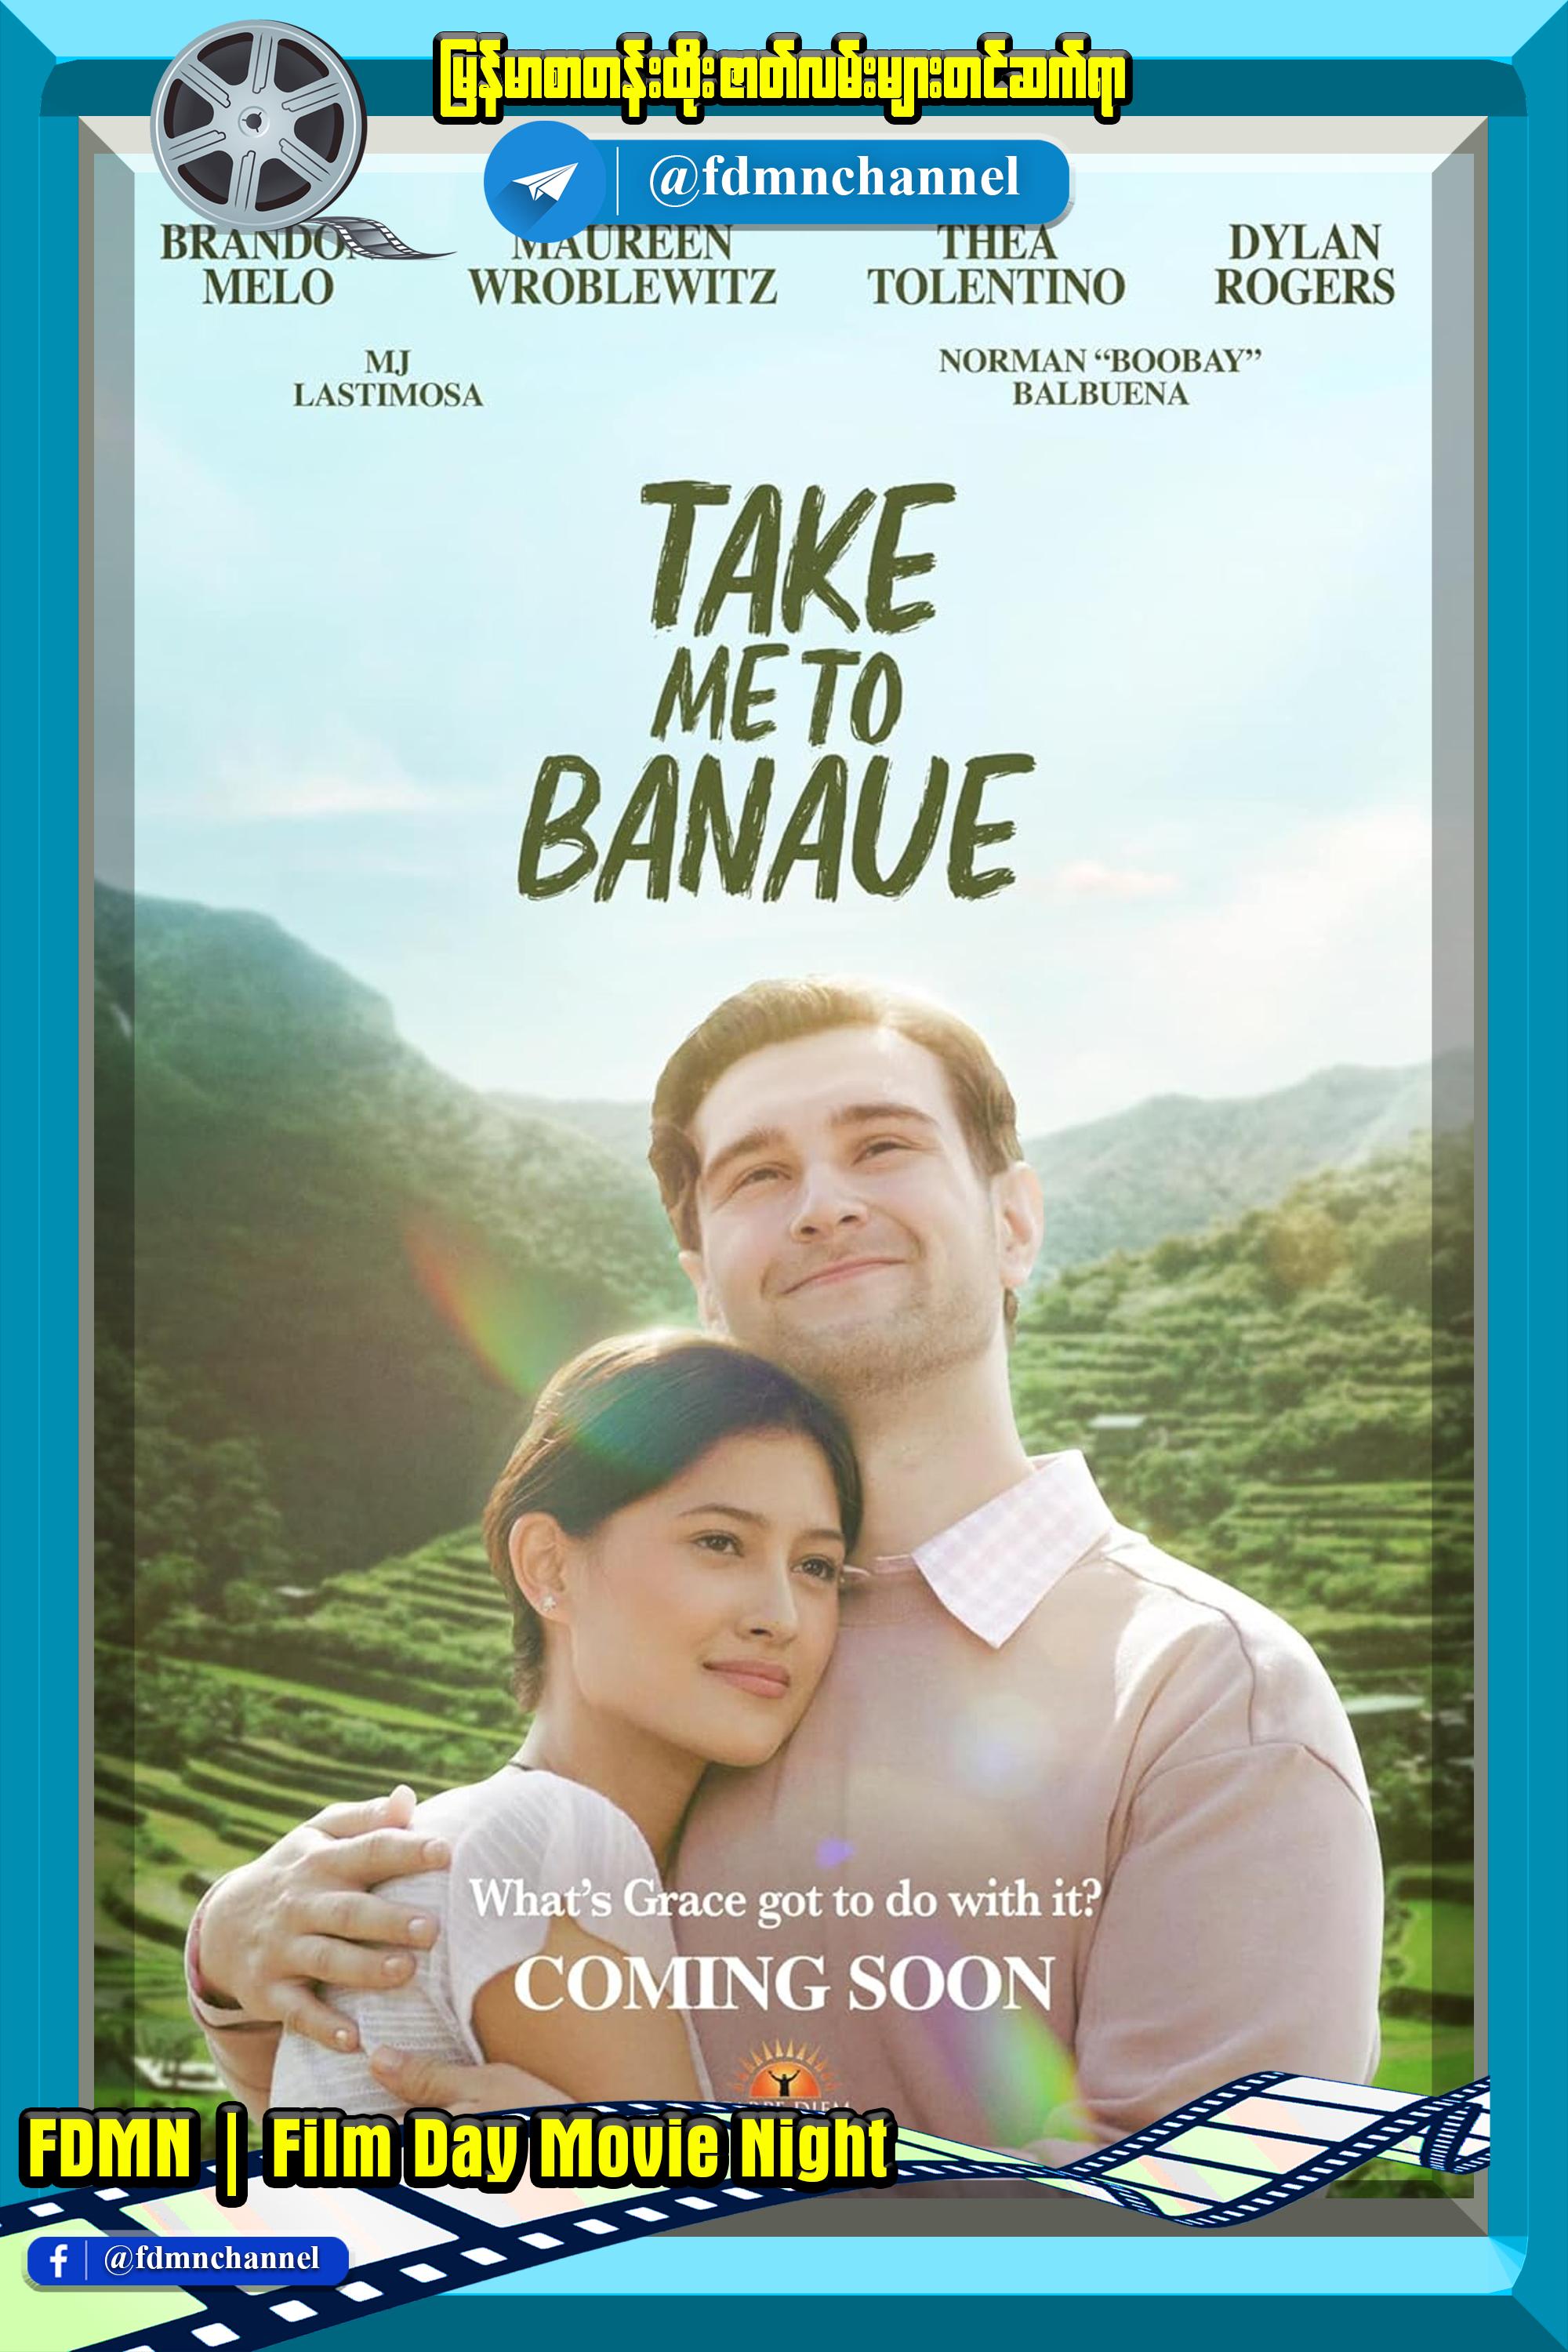 မြန်မာစာတန်းထိုး ဇာတ်လမ်းများတင်ဆက်ရာ
@fdmnchannel
BRANDON MAUREEN THEA DYLAN
MELO WROBLEWITZ TOLENTINO ROGERS
MJ NORMAN “BOOBAY”
LASTIMOSA BALBUENA
TAKE
ME TO
BANAUE
What’s Grace got to do with it?
COMING SOON
FDMN | Film Day Movie Night
@fdmnchannel